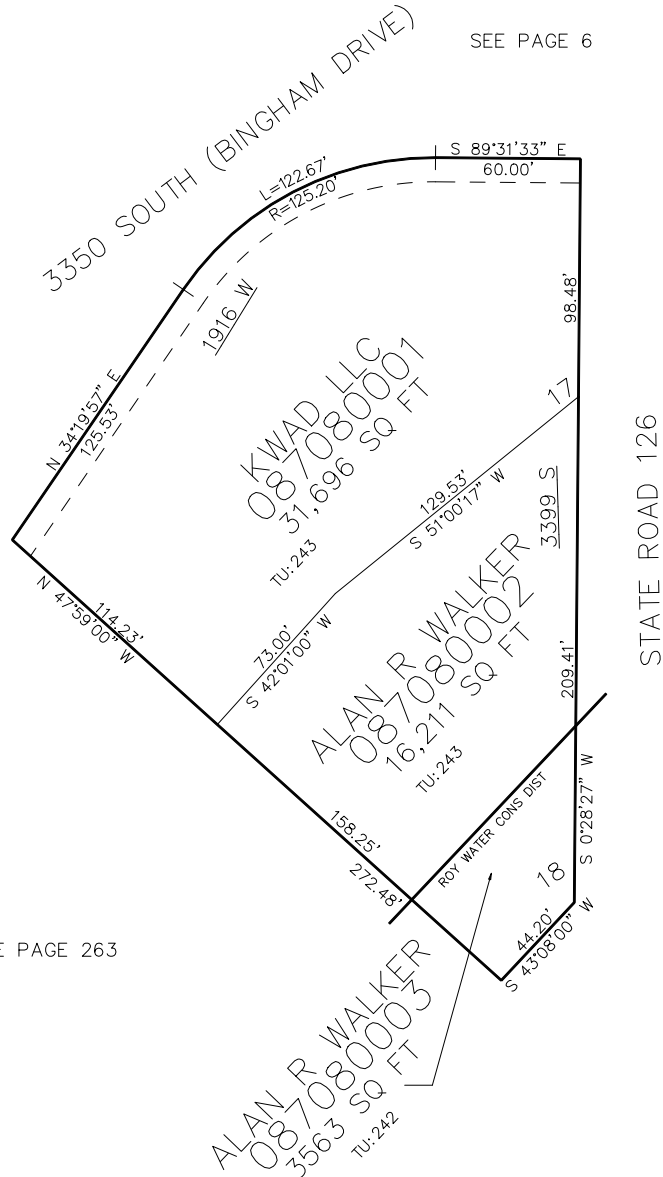 SEE PAGE 6
3350 SOUTH (BINGHAM DRIVE)
S 89°31'33" E
60.00'
L=122.67'
R=125.20'
1916 W
98.48'
N 34°19'57" E
125.53'
KWAD LLC
087080001
31,696 SQ FT
TU:243
17
129.53'
S 51°00'17" W
3399 S
STATE ROAD 126
114.23'
N 47°59'00" W
73.00'
S 42°01'00" W
ALAN R WALKER
087080002
16,211 SQ FT
TU:243
209.41'
S 0°28'27" W
ROY WATER CONS DIST
158.25'
272.48'
18
44.20'
S 43°08'00" W
E PAGE 263
ALAN R WALKER
087080003
3563 SQ FT
TU:242